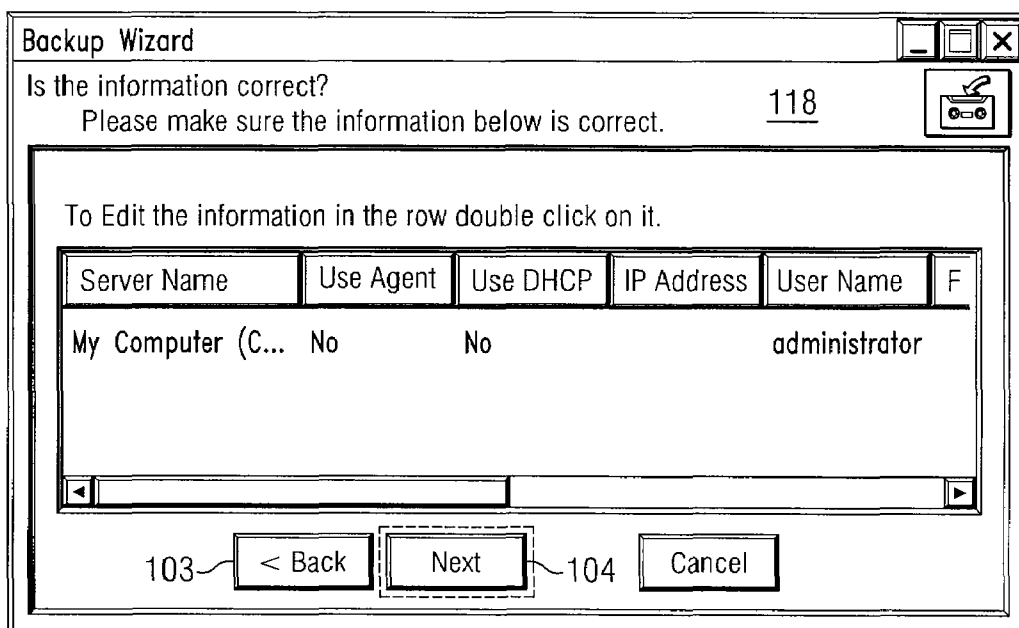 Backup Wizard
Is the information correct?
118
Please make sure the information below is correct.
To Edit the information in the row double click on it.
Server Name Use Agent Use DHCP IP Address User Name F
My Computer (C... No No administrator
103 < Back Next 104 Cancel